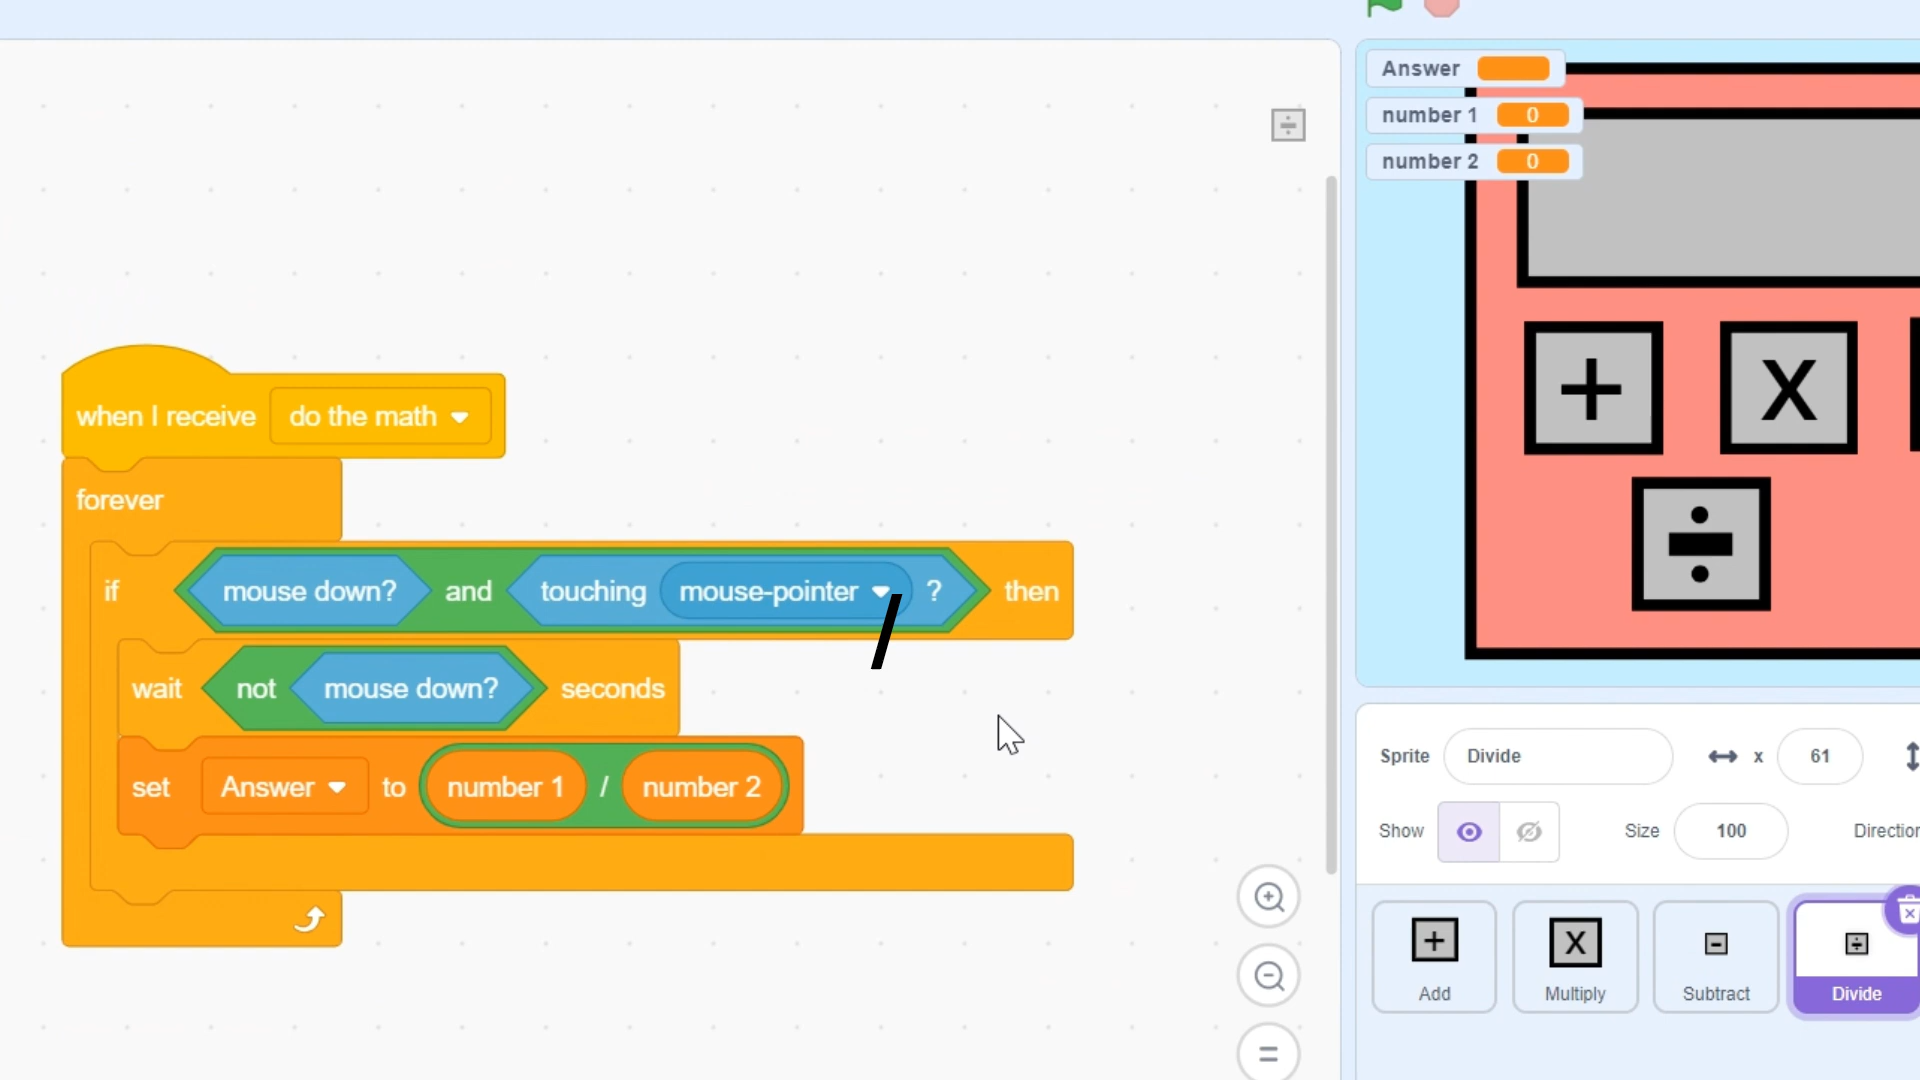 when I receive do the math
forever
if mouse down? and touching mouse-pointer ? then
/
wait not mouse down? seconds
set Answer to number 1 / number 2
Answer
number 1 0
number 2 0
+ X
÷
Sprite Divide x 61
Show Size 100 Direction
+ X - ÷
Add Multiply Subtract Divide